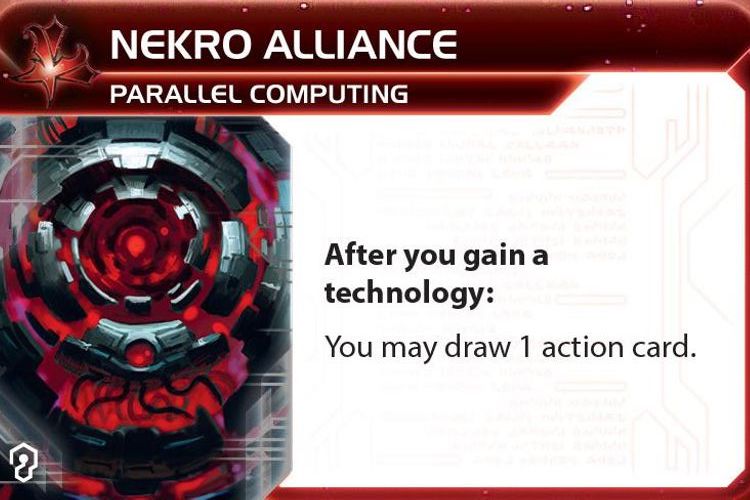 NEKRO ALLIANCE
PARALLEL COMPUTING
After you gain a
technology:
You may draw 1 action card.